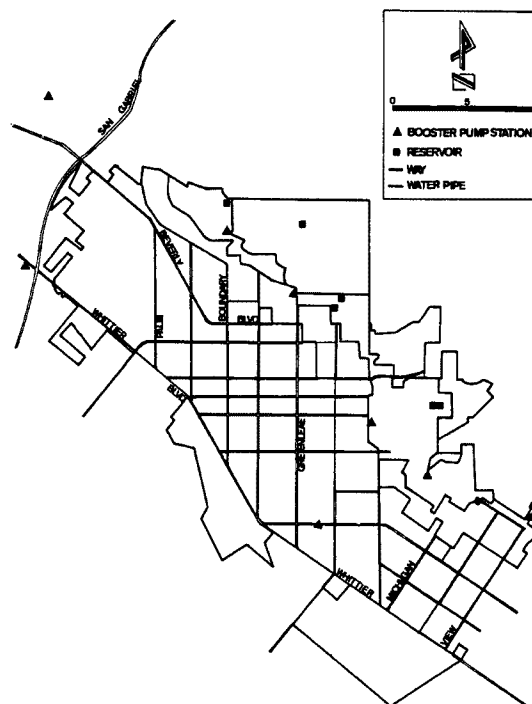 0 5
BOOSTER PUMP STATION
RESERVOIR
WAY
WATER PIPE
SAN GABRIEL
BEVERLY
BLVD
BOUNDARY
PALM
WHITTIER
BLVD
GREENLEAF
WHITTIER
MICHIGAN
VIEW